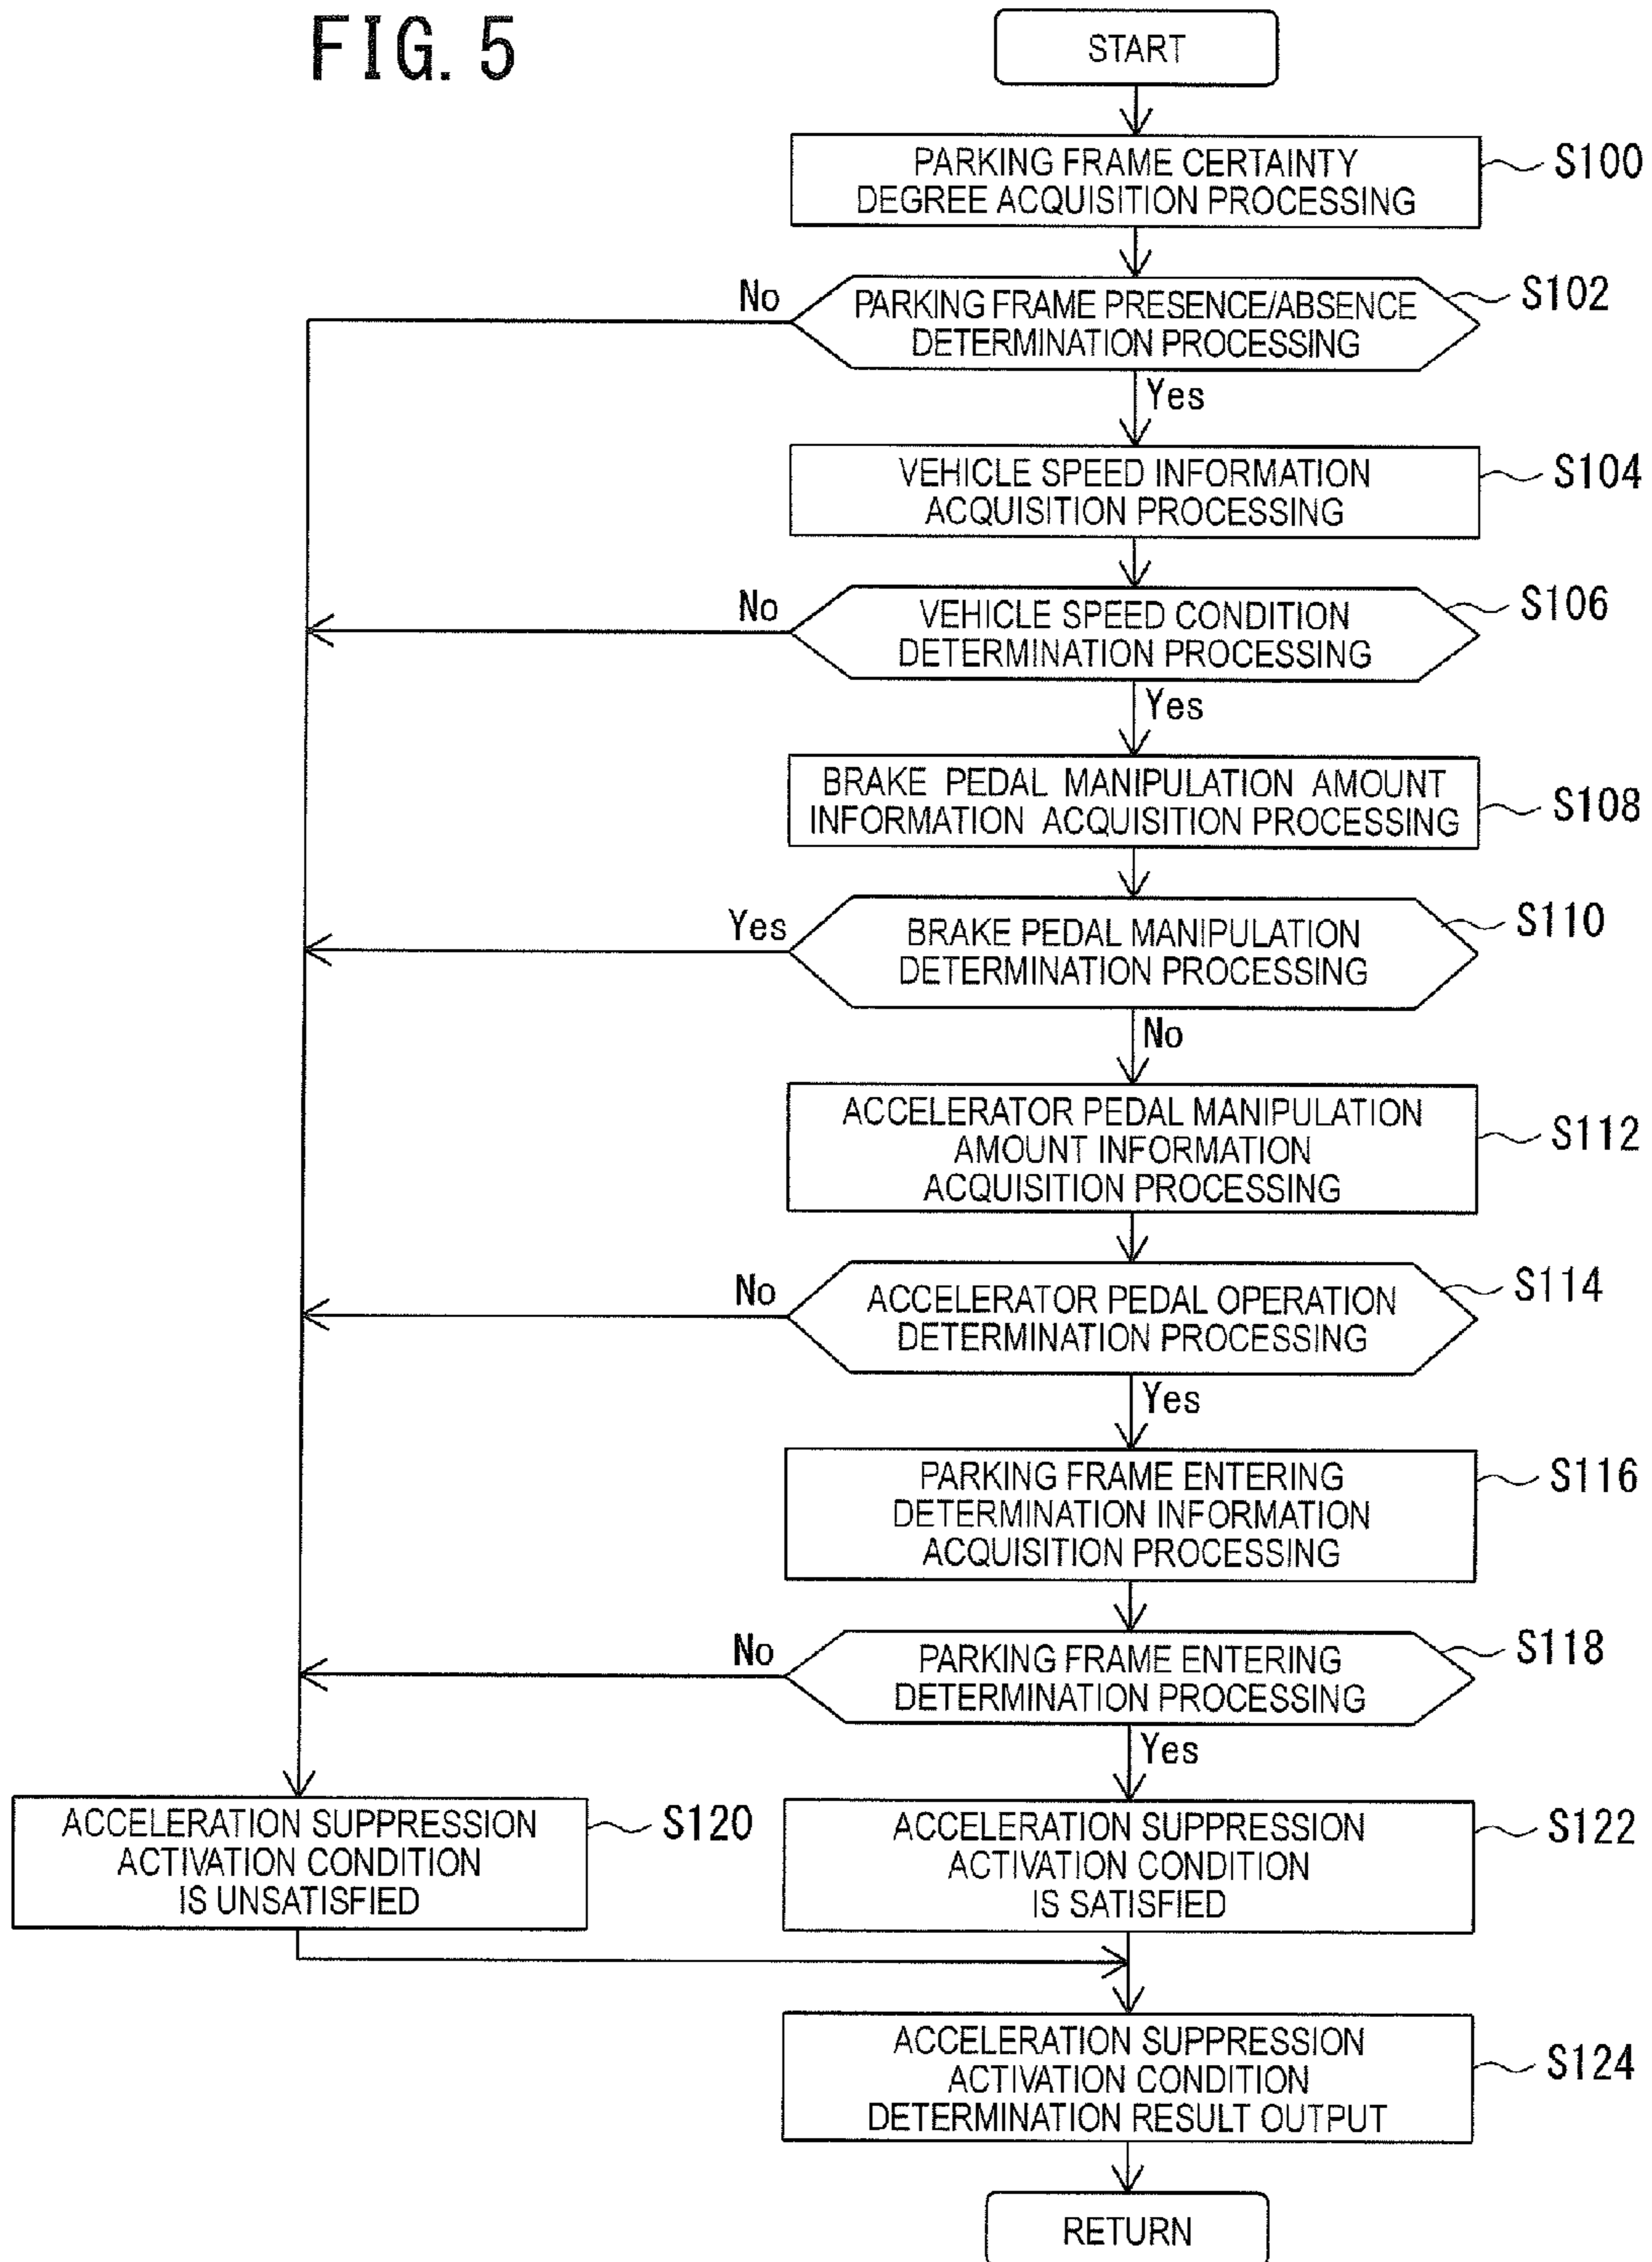 FIG. 5
START
PARKING FRAME CERTAINTY
DEGREE ACQUISITION PROCESSING
S100
No
PARKING FRAME PRESENCE/ABSENCE
DETERMINATION PROCESSING
S102
Yes
VEHICLE SPEED INFORMATION
ACQUISITION PROCESSING
S104
No
VEHICLE SPEED CONDITION
DETERMINATION PROCESSING
S106
Yes
BRAKE PEDAL MANIPULATION AMOUNT
INFORMATION ACQUISITION PROCESSING
S108
Yes
BRAKE PEDAL MANIPULATION
DETERMINATION PROCESSING
S110
No
ACCELERATOR PEDAL MANIPULATION
AMOUNT INFORMATION
ACQUISITION PROCESSING
S112
No
ACCELERATOR PEDAL OPERATION
DETERMINATION PROCESSING
S114
Yes
PARKING FRAME ENTERING
DETERMINATION INFORMATION
ACQUISITION PROCESSING
S116
No
PARKING FRAME ENTERING
DETERMINATION PROCESSING
S118
Yes
ACCELERATION SUPPRESSION
ACTIVATION CONDITION
IS UNSATISFIED
S120
ACCELERATION SUPPRESSION
ACTIVATION CONDITION
IS SATISFIED
S122
ACCELERATION SUPPRESSION
ACTIVATION CONDITION
DETERMINATION RESULT OUTPUT
S124
RETURN